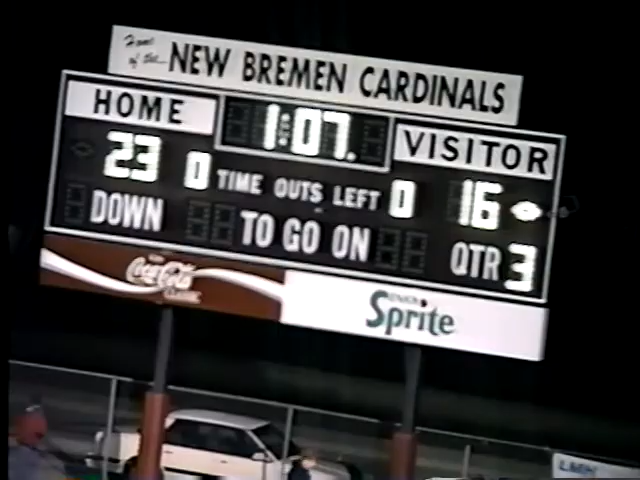 Home
of the...
NEW BREMEN CARDINALS
HOME 1:07. VISITOR
23 0 TIME OUTS LEFT 0 16
DOWN TO GO ON QTR 3
Coca-Cola
CLASSIC
ENJOY
Sprite